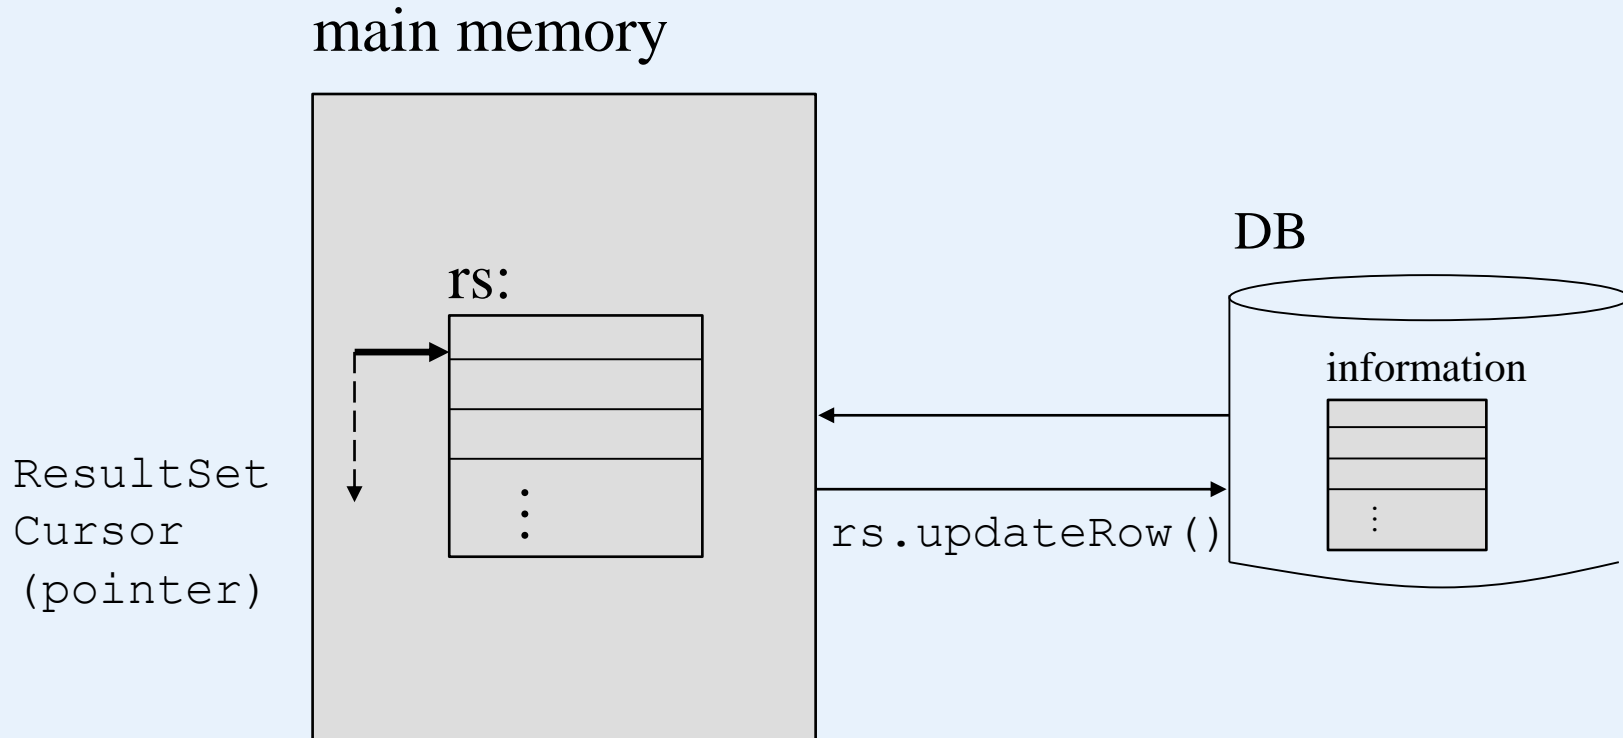 main memory
DB
rs:
information
ResultSet
Cursor
(pointer)
rs.updateRow()